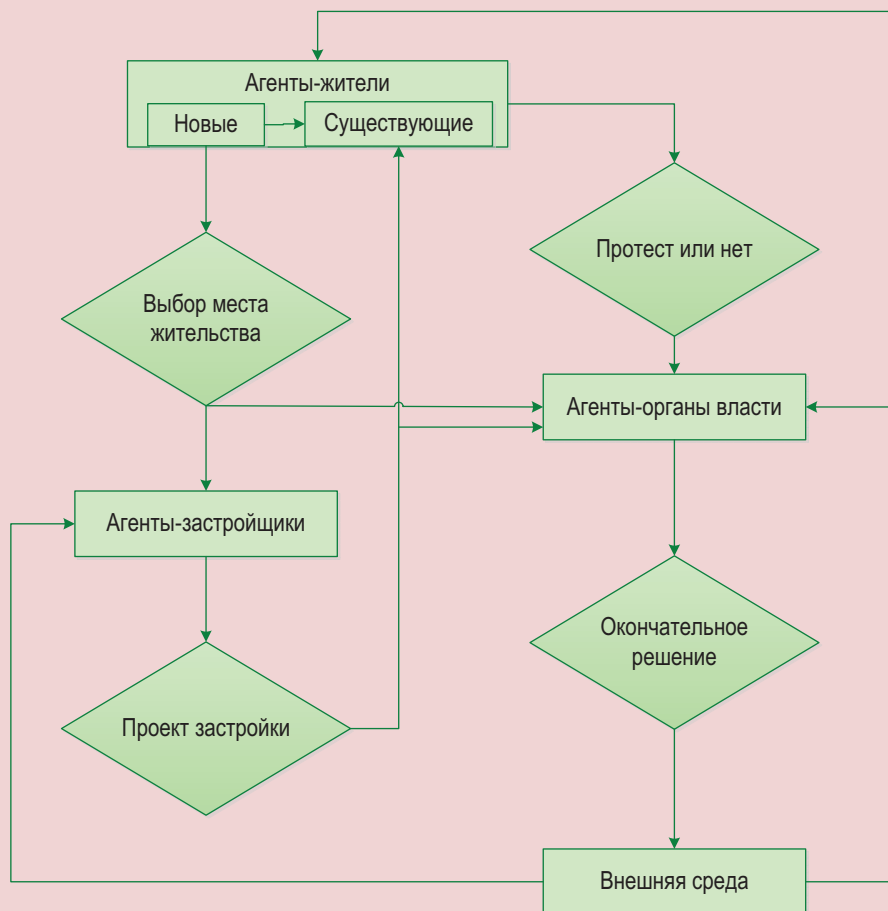 Агенты-жители
Новые
Существующие
Протест или нет
Выбор места
жительства
Агенты-органы власти
Агенты-застройщики
Окончательное
решение
Проект застройки
Внешняя среда